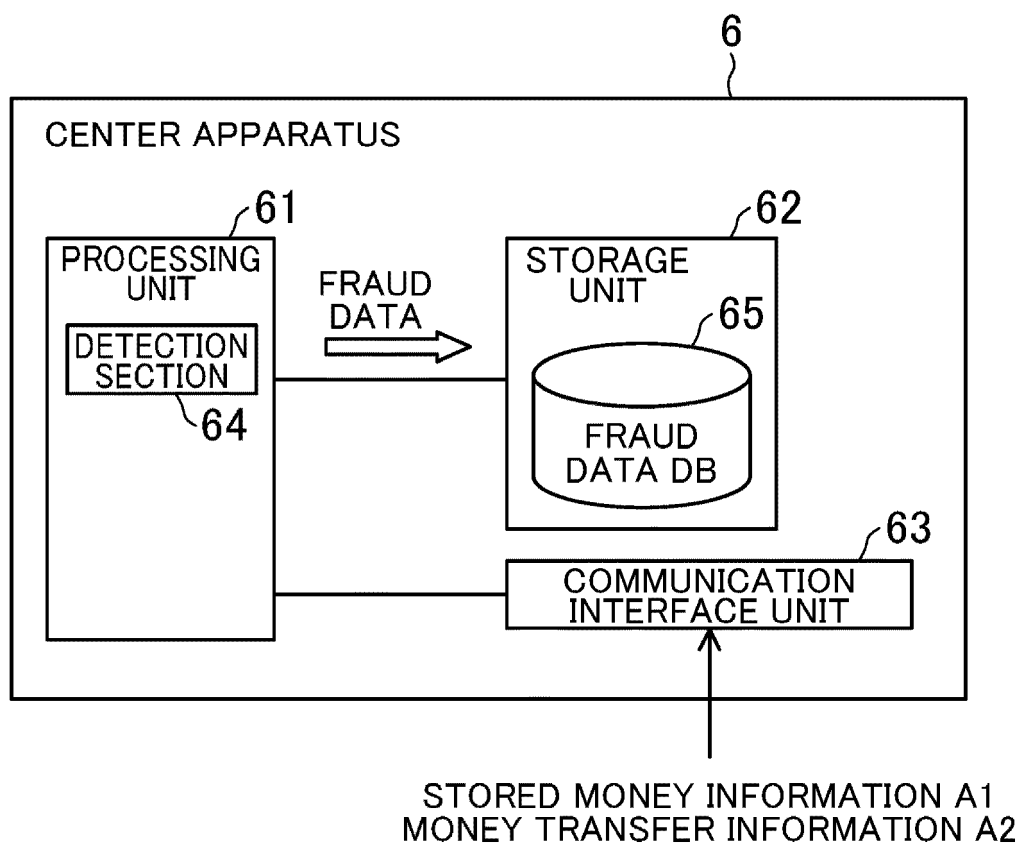 6
CENTER APPARATUS
61
PROCESSING
UNIT
DETECTION
SECTION
64
FRAUD
DATA
62
STORAGE
UNIT
65
FRAUD
DATA DB
63
COMMUNICATION
INTERFACE UNIT
STORED MONEY INFORMATION A1
MONEY TRANSFER INFORMATION A2